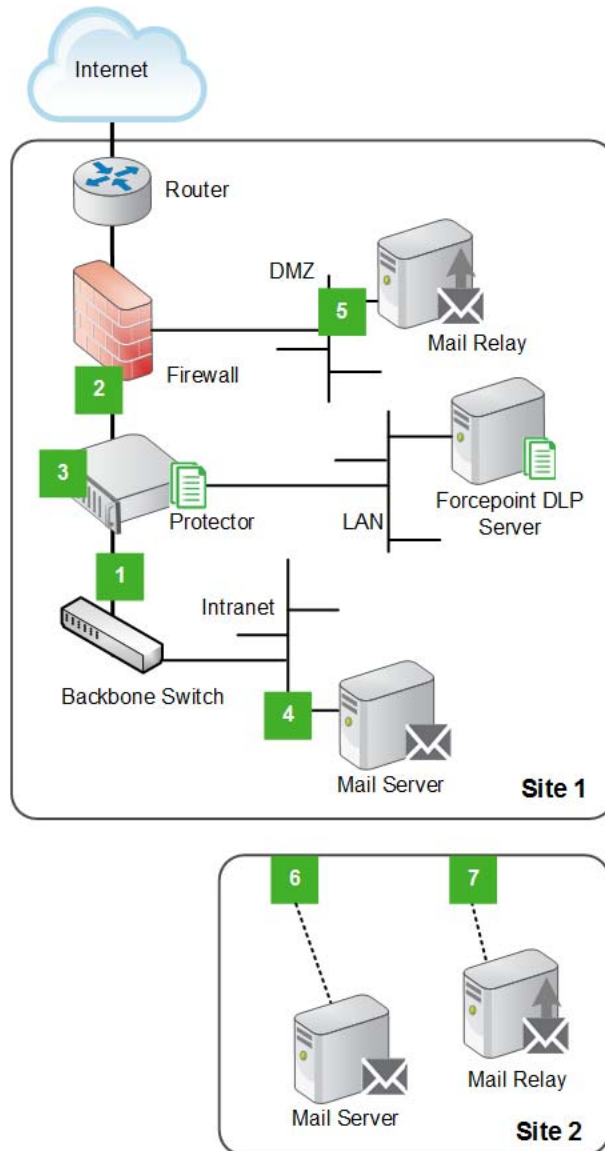 Internet
Router
DMZ
5
Mail Relay
Firewall
2
3
Protector
LAN
Forcepoint DLP
Server
1
Intranet
Backbone Switch
4
Mail Server
Site 1
6
7
Mail Server
Mail Relay
Site 2